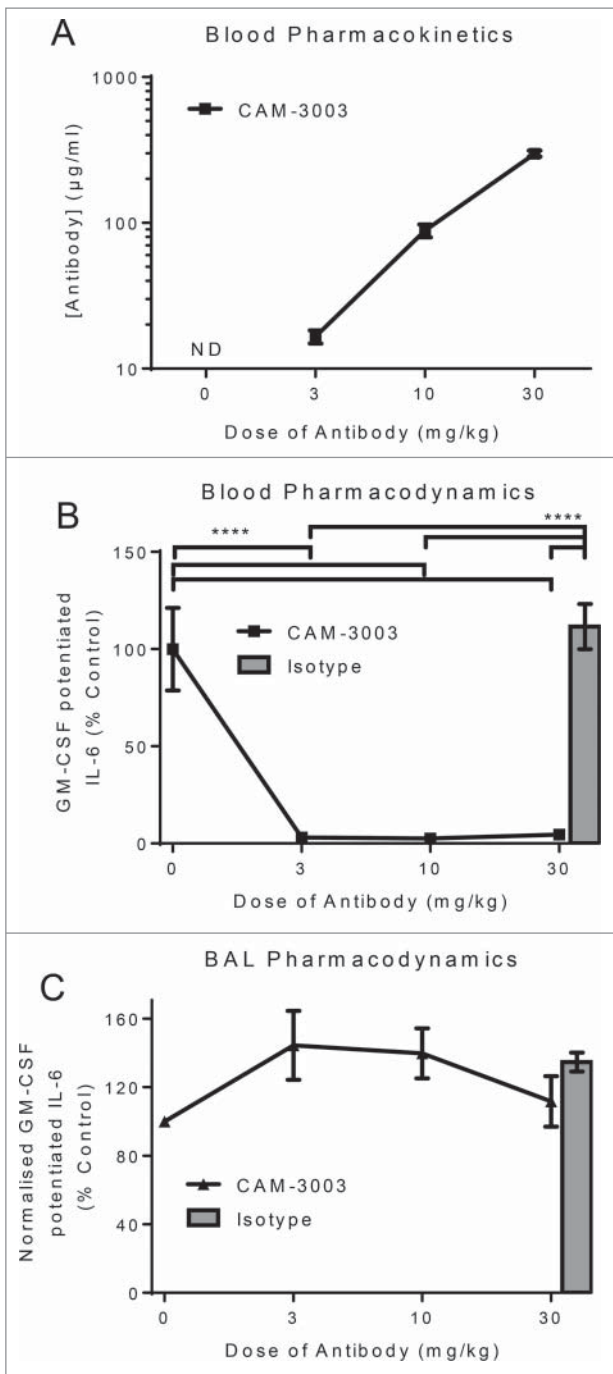 A
Blood Pharmacokinetics
1000
100
10
[Antibody] (µg/ml)
CAM-3003
ND
0 3 10 30
Dose of Antibody (mg/kg)
B
Blood Pharmacodynamics
****
****
150
100
50
0
GM-CSF potentiated
IL-6 (% Control)
CAM-3003
Isotype
0 3 10 30
Dose of Antibody (mg/kg)
C
BAL Pharmacodynamics
160
120
80
40
0
Normalised GM-CSF
potentiated IL-6
(% Control)
CAM-3003
Isotype
0 3 10 30
Dose of Antibody (mg/kg)